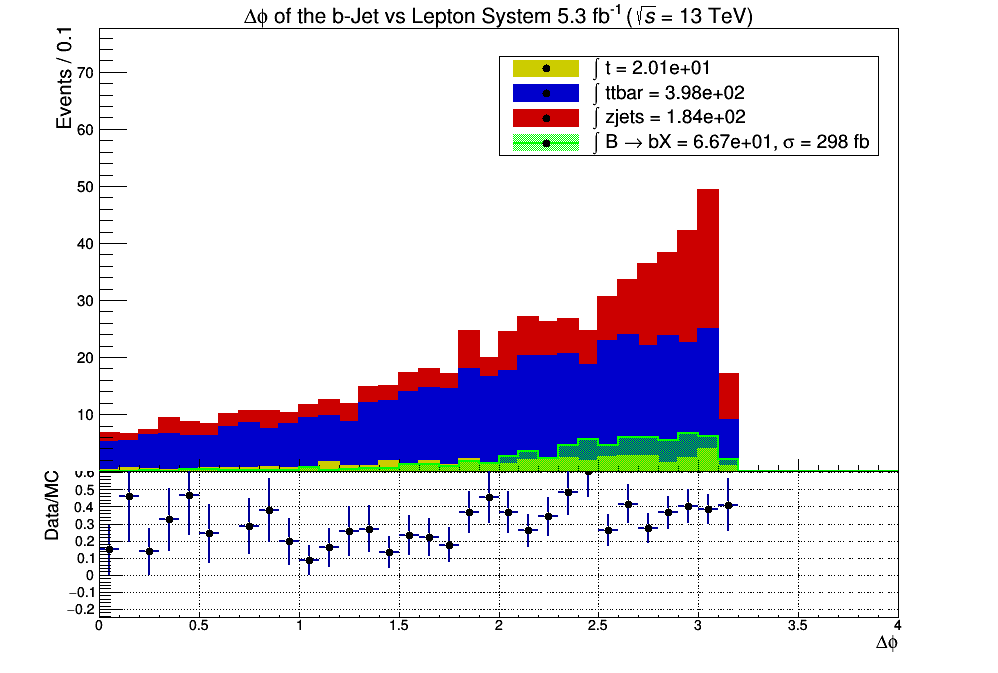 Δϕ of the b-Jet vs Lepton System 5.3 fb⁻¹ (√s = 13 TeV)
Events / 0.1
70
60
50
40
30
20
10
∫ t = 2.01e+01
∫ ttbar = 3.98e+02
∫ zjets = 1.84e+02
∫ B → bX = 6.67e+01, σ = 298 fb
Data/MC
0.6
0.5
0.4
0.3
0.2
0.1
0
−0.1
−0.2
0 0.5 1 1.5 2 2.5 3 3.5 4
Δϕ